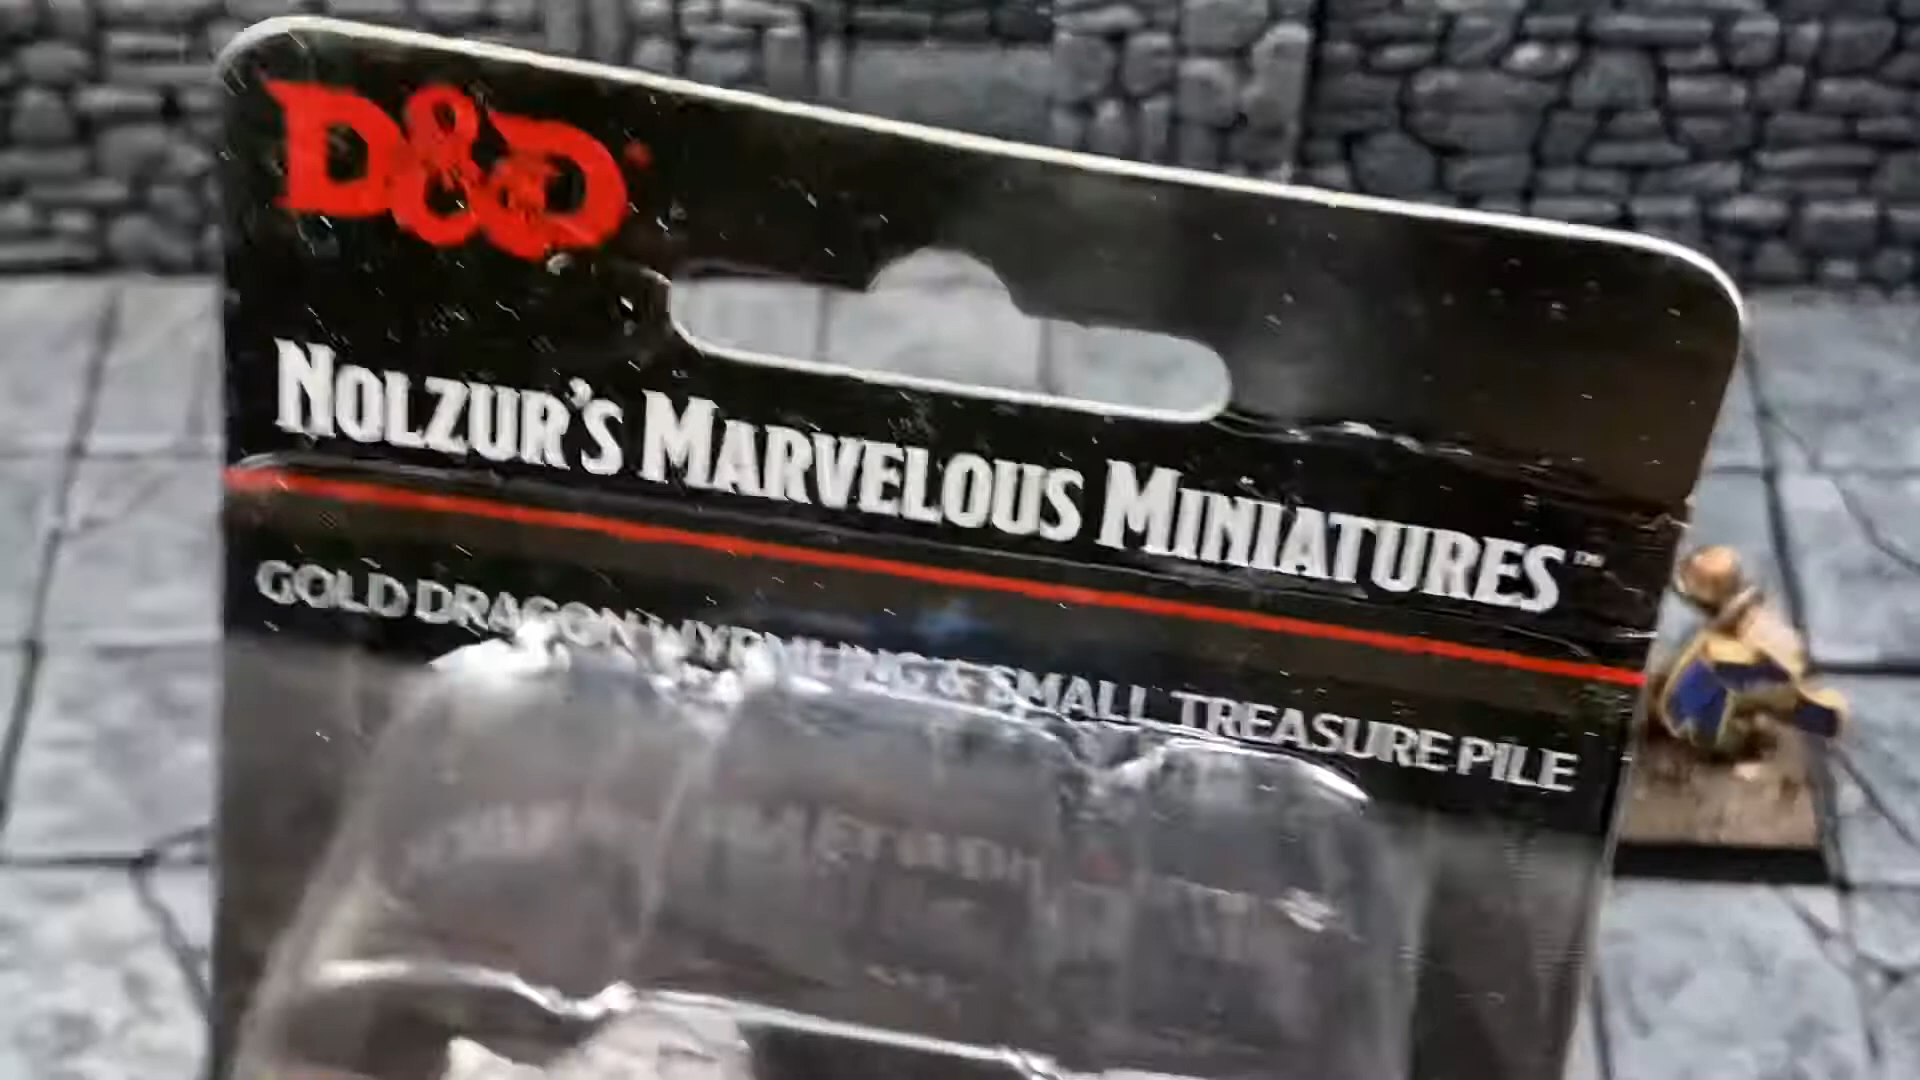 D&D
NOLZUR'S MARVELOUS MINIATURES™
GOLD DRAGON WYRMLING & SMALL TREASURE PILE